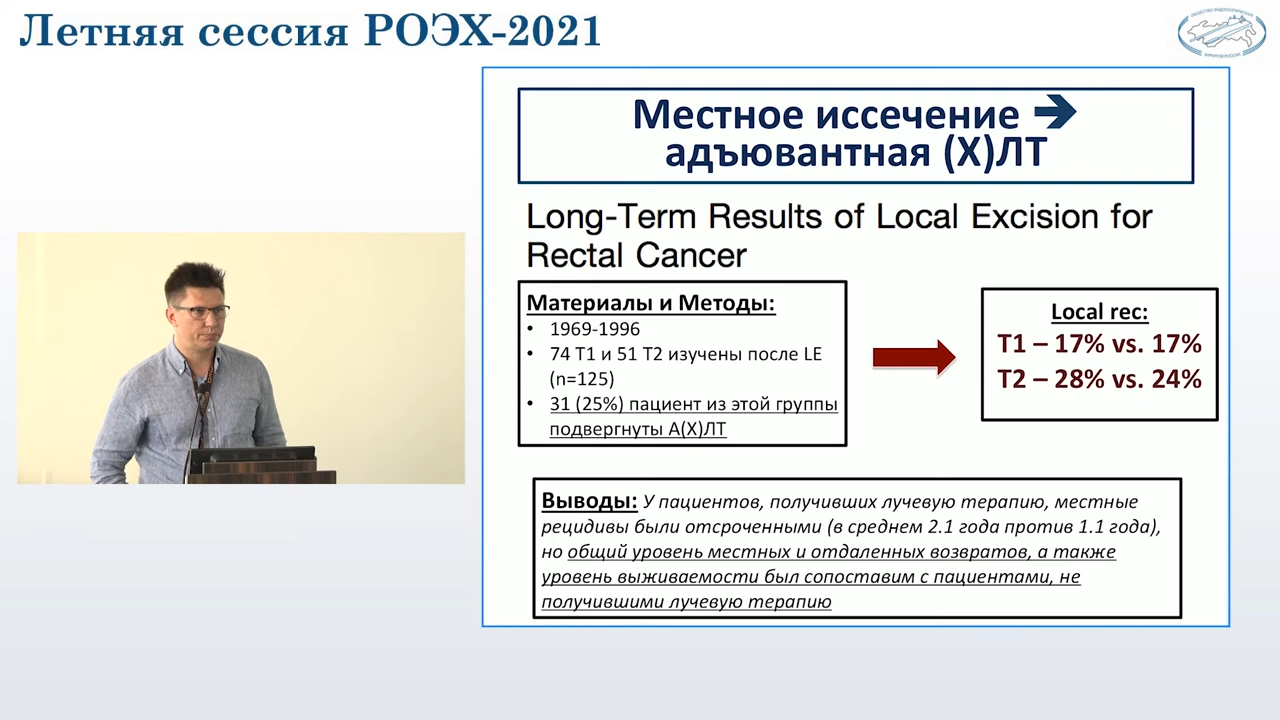 Летняя сессия РОЭХ-2021
Местное иссечение ➔
адъювантная (Х)ЛТ
Long-Term Results of Local Excision for
Rectal Cancer
Материалы и Методы:
• 1969-1996
• 74 Т1 и 51 Т2 изучены после LE
(n=125)
• 31 (25%) пациент из этой группы
подвергнуты А(Х)ЛТ
Local rec:
T1 – 17% vs. 17%
T2 – 28% vs. 24%
Выводы: У пациентов, получивших лучевую терапию, местные
рецидивы были отсроченными (в среднем 2.1 года против 1.1 года),
но общий уровень местных и отдаленных возвратов, а также
уровень выживаемости был сопоставим с пациентами, не
получившими лучевую терапию